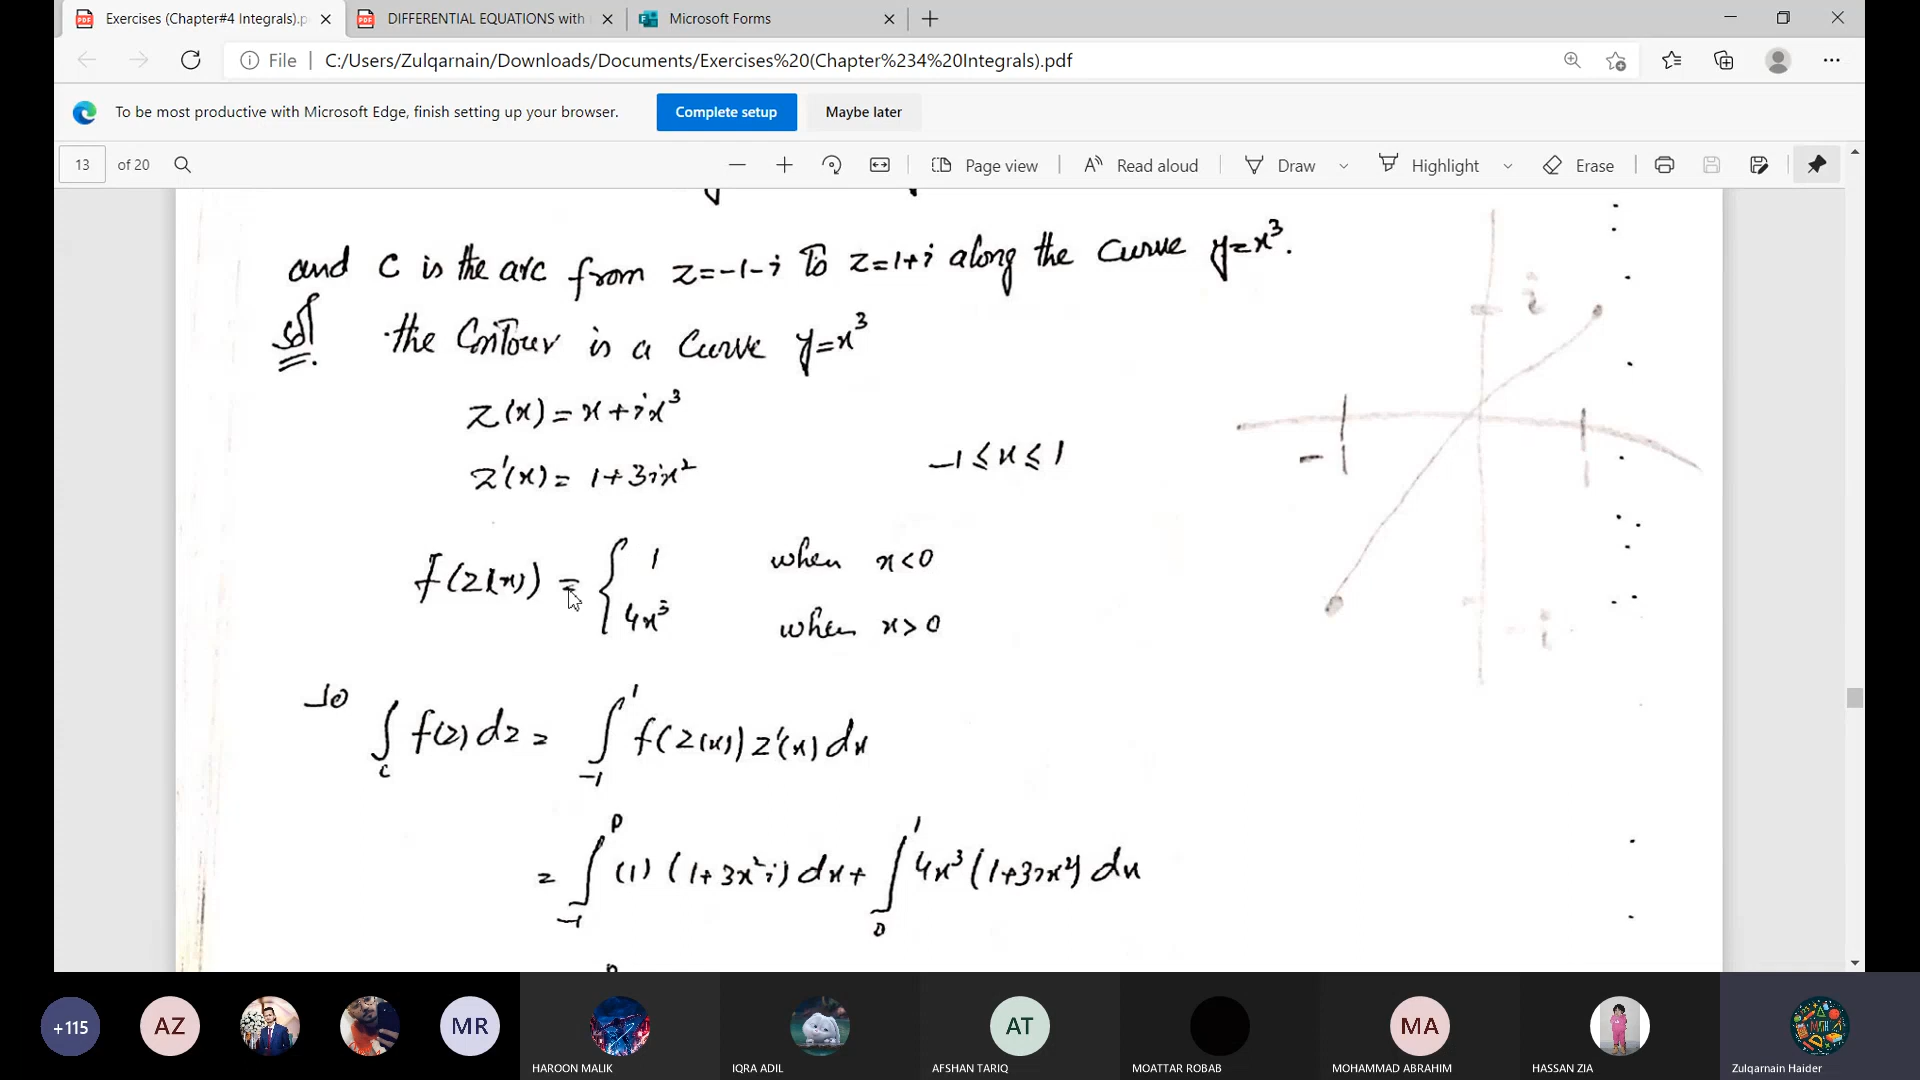 Exercises (Chapter#4 Integrals).p
DIFFERENTIAL EQUATIONS with
Microsoft Forms
File
C:/Users/Zulqarnain/Downloads/Documents/Exercises%20(Chapter%234%20Integrals).pdf
To be most productive with Microsoft Edge, finish setting up your browser.
Complete setup
Maybe later
13
of 20
Page view
Read aloud
Draw
Highlight
Erase
and C is the arc from z=-1-i To z=1+i along the Curve y=x³.
Sol
the Contour is a Curve y=x³
z(x)=x+ix³
z'(x)= 1+3ix²
-1≤x≤1
f(z(x)) = { 1 when x<0
4x³ when x>0
So
∫c f(z)dz = ∫₋₁¹ f(z(x)) z'(x) dx
= ∫₋₁⁰ (1) (1+3x²i) dx + ∫₀¹ 4x³ (1+3ix²) dx
i
-1
1
-i
+115
AZ
MR
AT
MA
HAROON MALIK
IQRA ADIL
AFSHAN TARIQ
MOATTAR ROBAB
MOHAMMAD ABRAHIM
HASSAN ZIA
Zulqarnain Haider